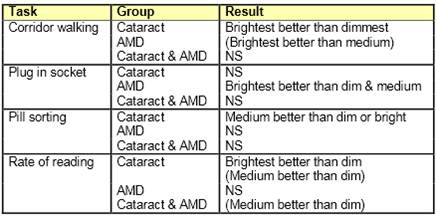 Task Group Result
Corridor walking Cataract Brightest better than dimmest
AMD (Brightest better than medium)
Cataract & AMD NS
Plug in socket Cataract NS
AMD Brightest better than dim & medium
Cataract & AMD NS
Pill sorting Cataract Medium better than dim or bright
AMD NS
Cataract & AMD NS
Rate of reading Cataract Brightest better than dim
(Medium better than dim)
AMD NS
Cataract & AMD (Medium better than dim)